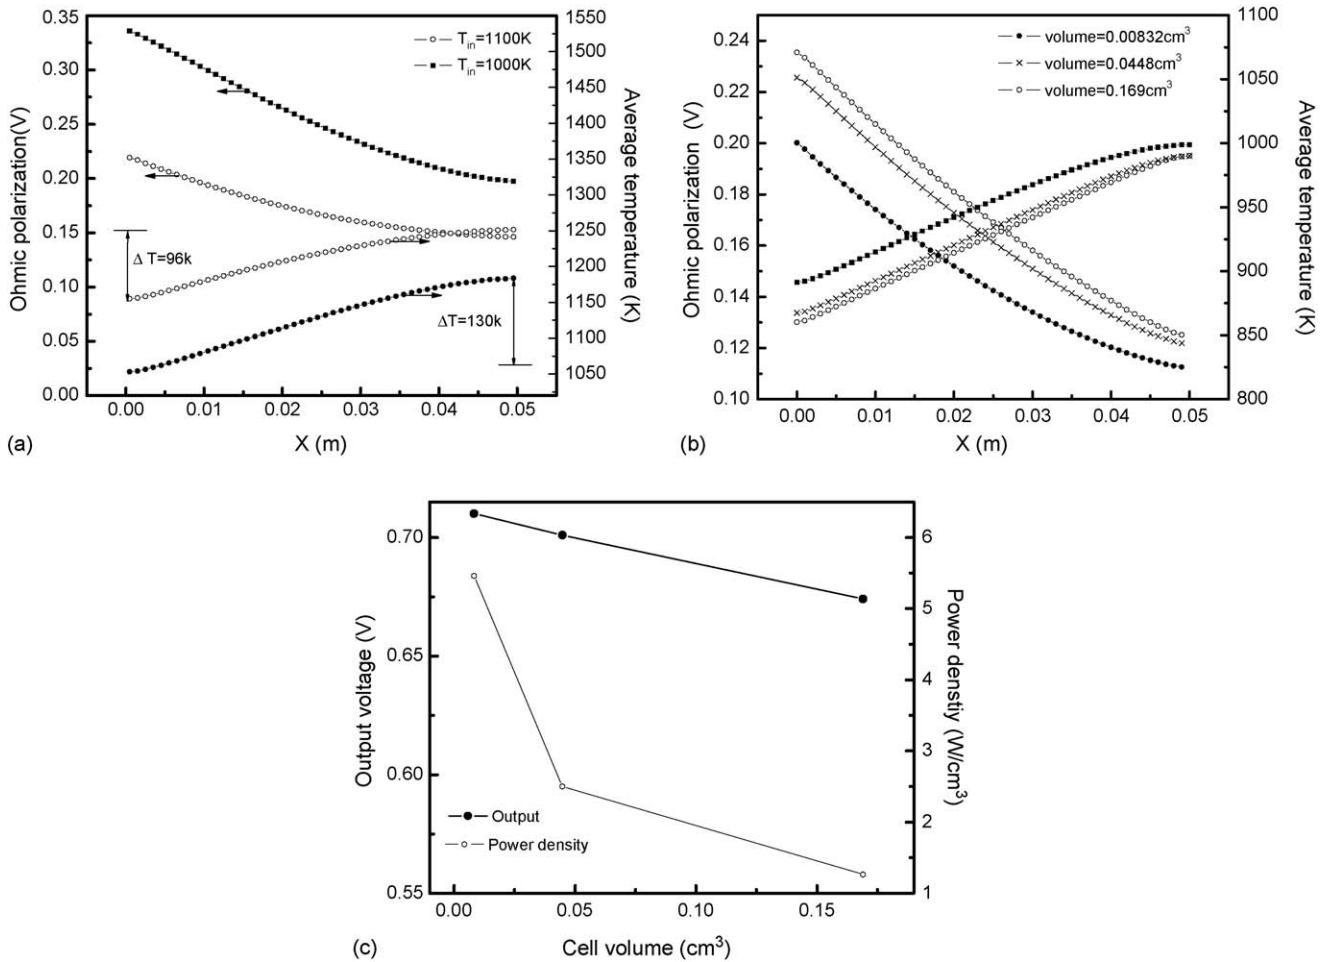 0.35
0.30
0.25
0.20
0.15
0.10
0.05
0.00
Ohmic polarization(V)
T_in=1100K
T_in=1000K
Δ T=96k
ΔT=130k
1550
1500
1450
1400
1350
1300
1250
1200
1150
1100
1050
Average temperature (K)
0.00 0.01 0.02 0.03 0.04 0.05
X (m)
(a)
0.24
0.22
0.20
0.18
0.16
0.14
0.12
0.10
Ohmic polarization (V)
volume=0.00832cm³
volume=0.0448cm³
volume=0.169cm³
1100
1050
1000
950
900
850
800
Average temperature (K)
0.00 0.01 0.02 0.03 0.04 0.05
X (m)
(b)
0.70
0.65
0.60
0.55
Output voltage (V)
Output
Power density
6
5
4
3
2
1
Power denstiy (W/cm³)
0.00 0.05 0.10 0.15
Cell volume (cm³)
(c)